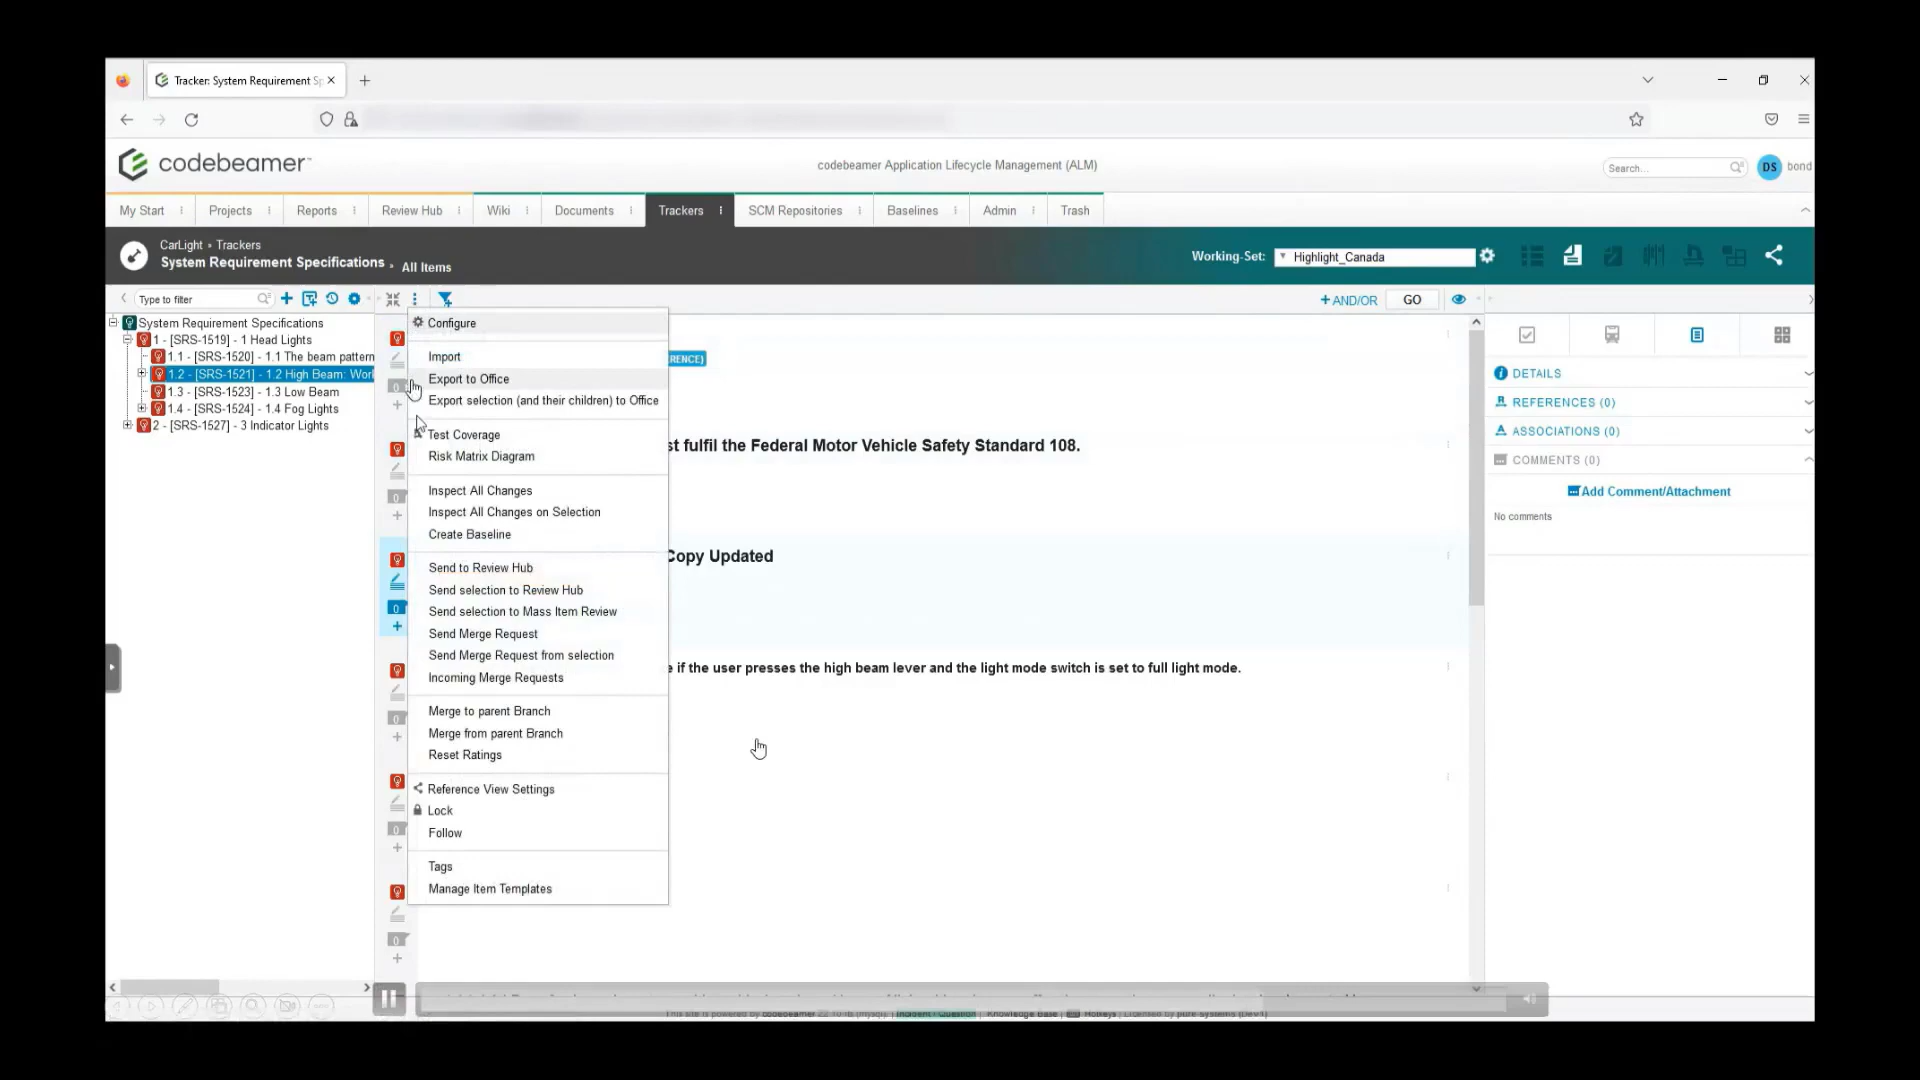 Tracker: System Requirement Sp
codebeamer
codebeamer Application Lifecycle Management (ALM)
Search...
DS
bond
My Start
Projects
Reports
Review Hub
Wiki
Documents
Trackers
SCM Repositories
Baselines
Admin
Trash
CarLight
Trackers
System Requirement Specifications
All Items
Working-Set:
Highlight_Canada
Type to filter
+AND/OR
GO
System Requirement Specifications
1 - [SRS-1519] - 1 Head Lights
1.1 - [SRS-1520] - 1.1 The beam pattern
1.2 - [SRS-1521] - 1.2 High Beam: Wor
1.3 - [SRS-1523] - 1.3 Low Beam
1.4 - [SRS-1524] - 1.4 Fog Lights
2 - [SRS-1527] - 3 Indicator Lights
Configure
Import
Export to Office
Export selection (and their children) to Office
Test Coverage
Risk Matrix Diagram
Inspect All Changes
Inspect All Changes on Selection
Create Baseline
Send to Review Hub
Send selection to Review Hub
Send selection to Mass Item Review
Send Merge Request
Send Merge Request from selection
Incoming Merge Requests
Merge to parent Branch
Merge from parent Branch
Reset Ratings
Reference View Settings
Lock
Follow
Tags
Manage Item Templates
0
0
0
0
0
0
RENCE)
st fulfil the Federal Motor Vehicle Safety Standard 108.
Copy Updated
e if the user presses the high beam lever and the light mode switch is set to full light mode.
DETAILS
REFERENCES (0)
ASSOCIATIONS (0)
COMMENTS (0)
Add Comment/Attachment
No comments